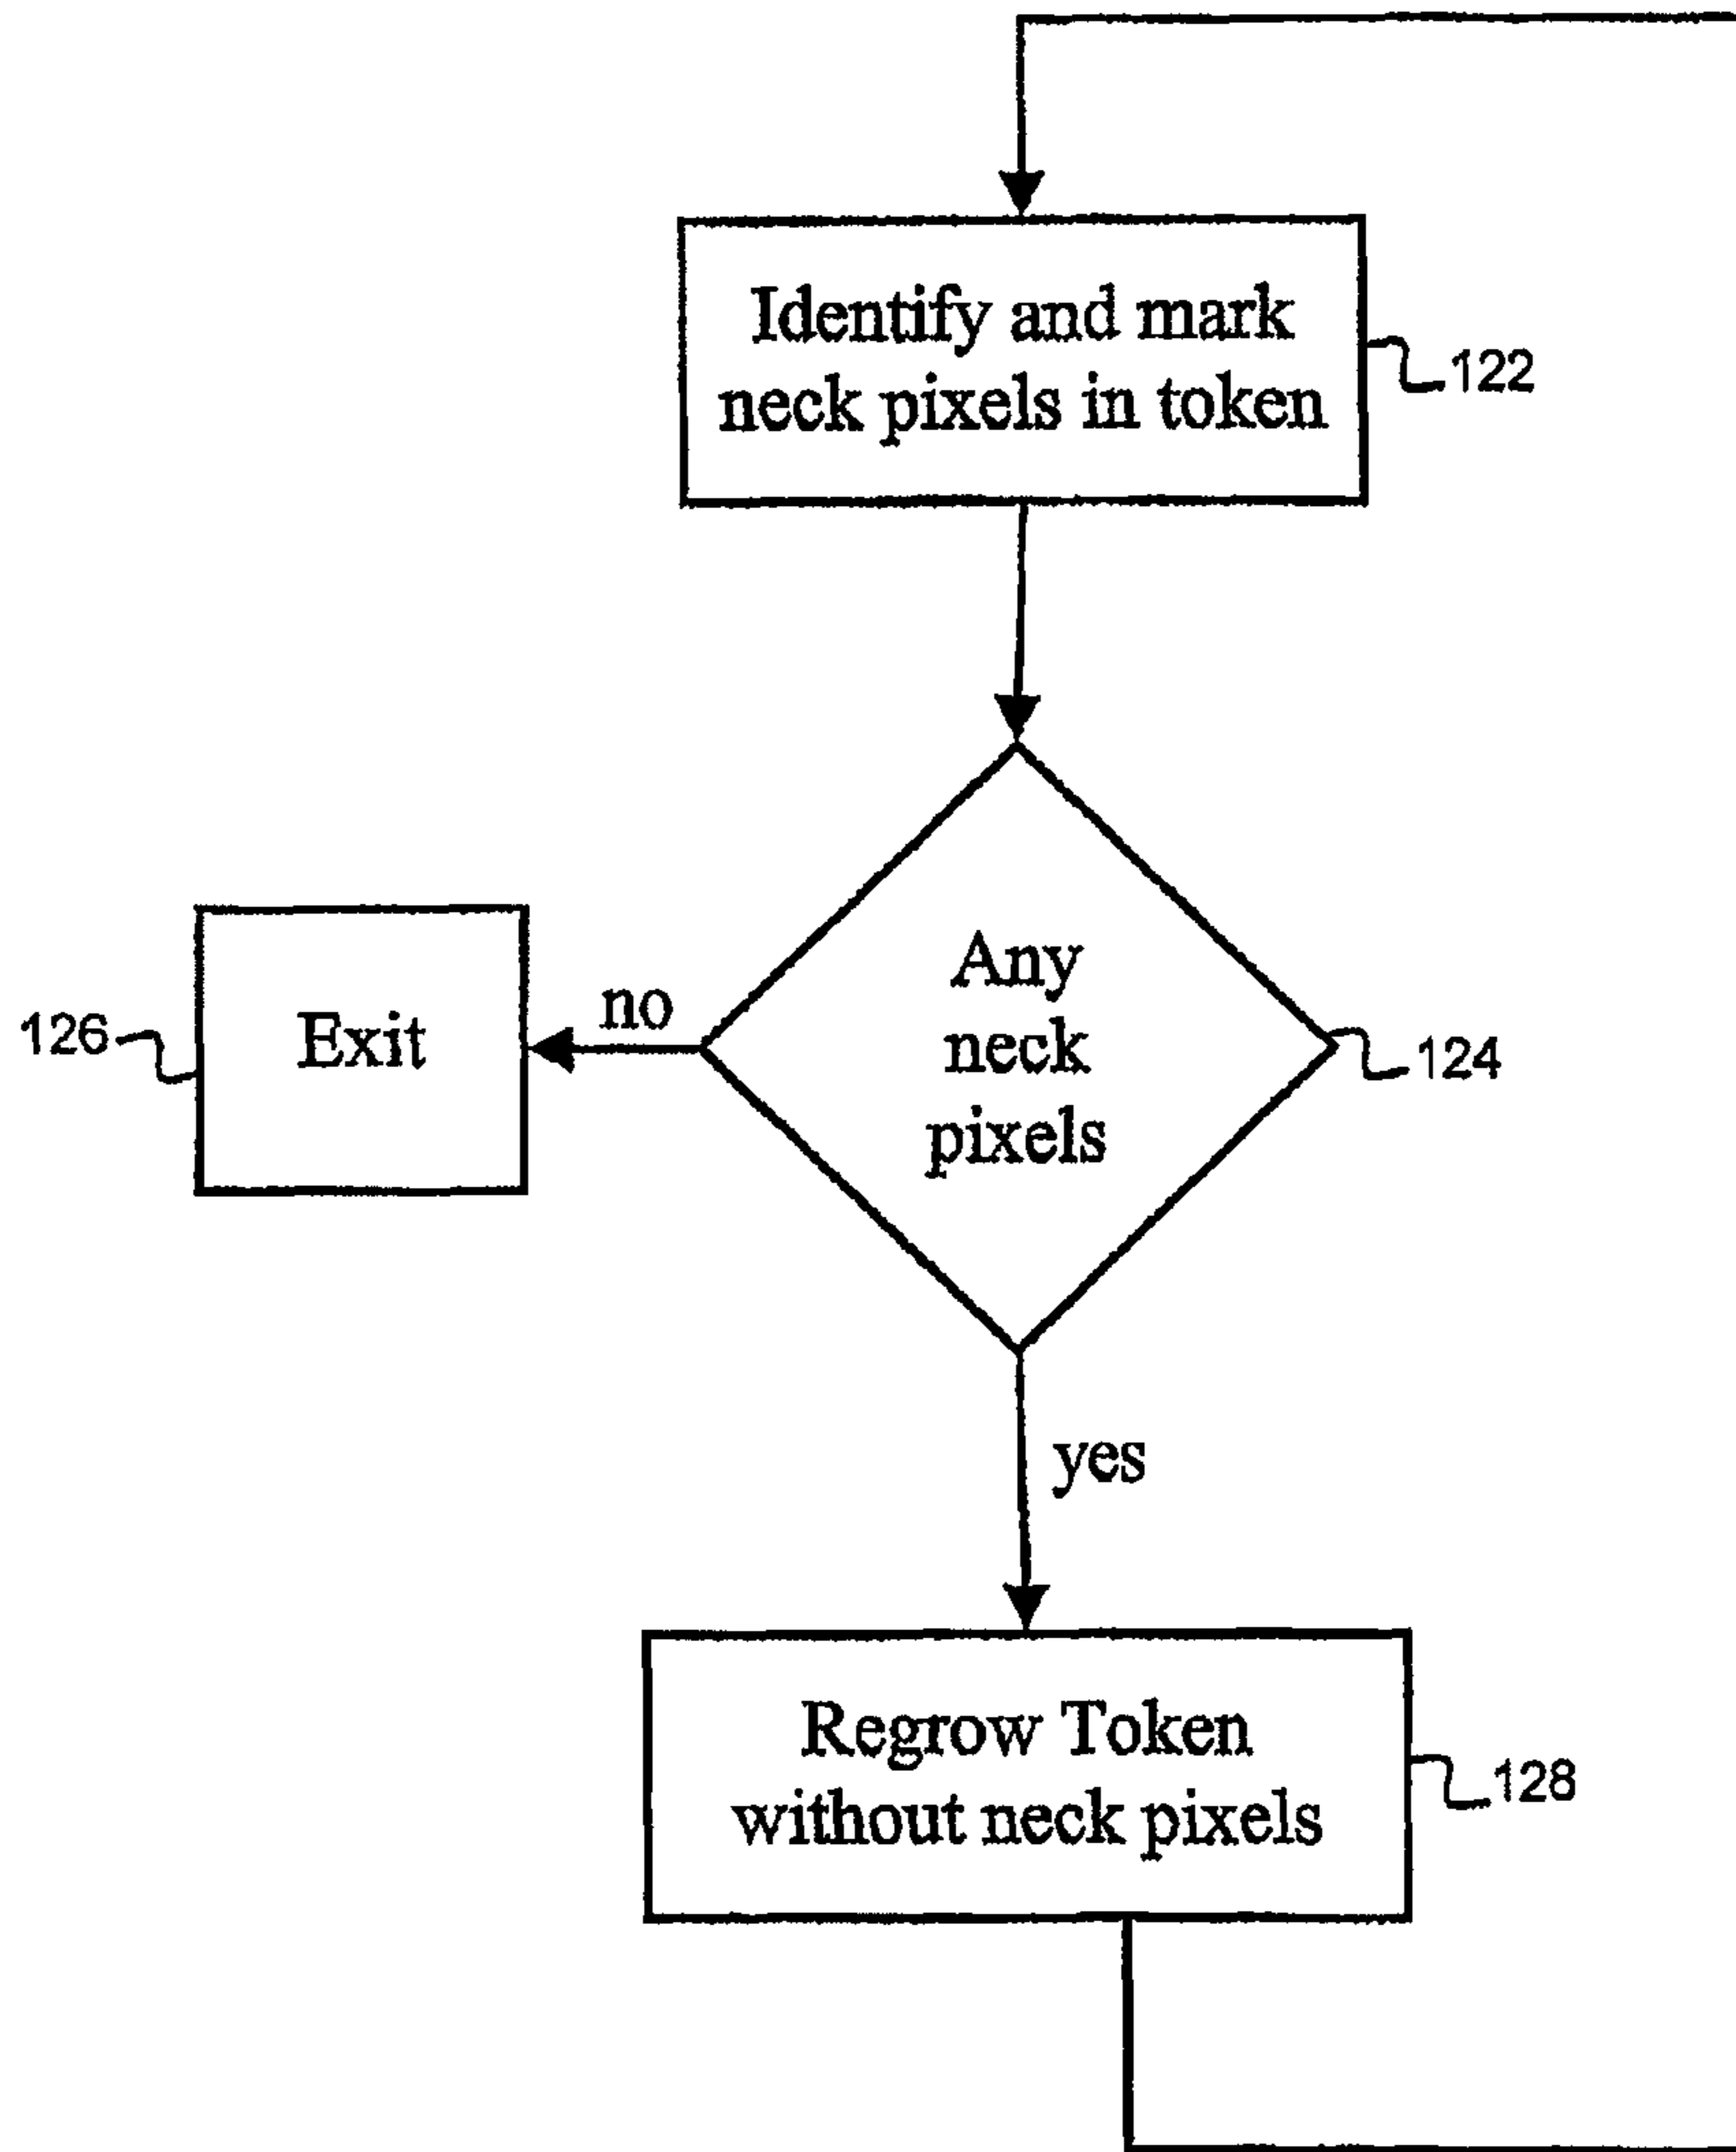 Identify and mark
neck pixels in token
122
Any
neck
pixels
124
no
Exit
126
yes
Regrow Token
without neck pixels
128